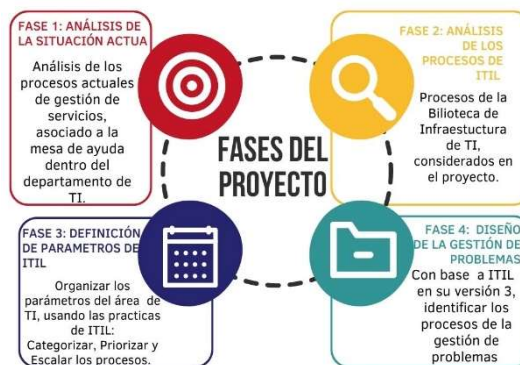 FASE 1: ANÁLISIS DE
LA SITUACIÓN ACTUA
Análisis de los
procesos actuales
de gestión de
servicios,
asociado a la
mesa de ayuda
dentro del
departamento de
TI.
FASE 2: ANÁLISIS
DE LOS
PROCESOS DE
ITIL
Procesos de la
Bilioteca de
Infraestuctura
de TI,
considerados en
el proyecto.
FASES DEL
PROYECTO
FASE 3: DEFINICIÓN
DE PARAMETROS DE
ITIL
Organizar los
parámetros del área de
TI, usando las practicas
de ITIL:
Categorizar, Priorizar y
Escalar los procesos.
FASE 4: DISEÑO
DE LA GESTIÓN DE
PROBLEMAS
Con base a ITIL
en su versión 3,
identificar los
procesos de la
gestión de
problemas